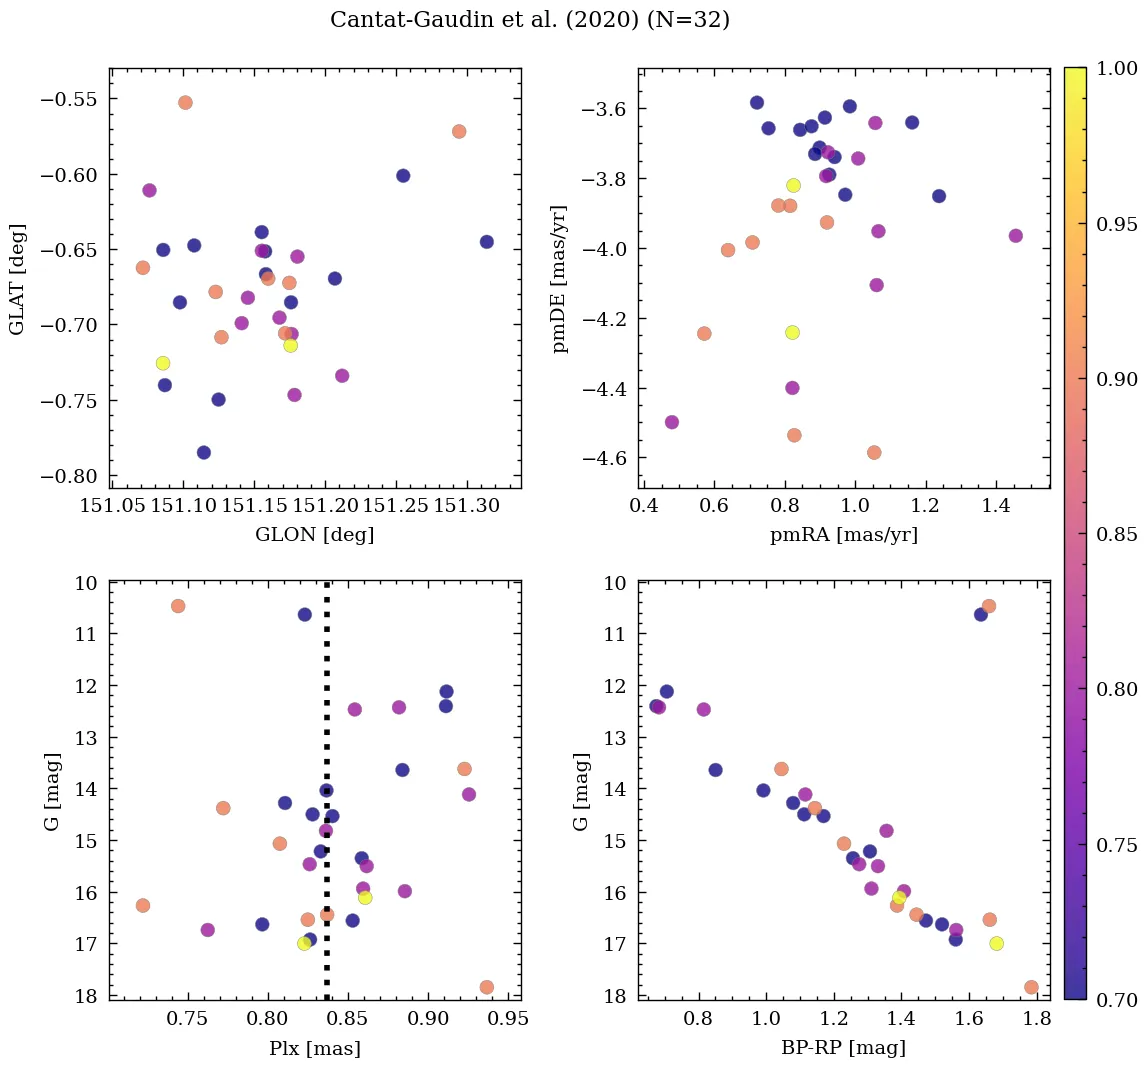 Cantat-Gaudin et al. (2020) (N=32)
−0.55
−0.60
−0.65
−0.70
−0.75
−0.80
GLAT [deg]
151.05 151.10 151.15 151.20 151.25 151.30
GLON [deg]
−3.6
−3.8
−4.0
−4.2
−4.4
−4.6
pmDE [mas/yr]
0.4 0.6 0.8 1.0 1.2 1.4
pmRA [mas/yr]
10
11
12
13
14
15
16
17
18
G [mag]
0.75 0.80 0.85 0.90 0.95
Plx [mas]
10
11
12
13
14
15
16
17
18
G [mag]
0.8 1.0 1.2 1.4 1.6 1.8
BP-RP [mag]
1.00
0.95
0.90
0.85
0.80
0.75
0.70